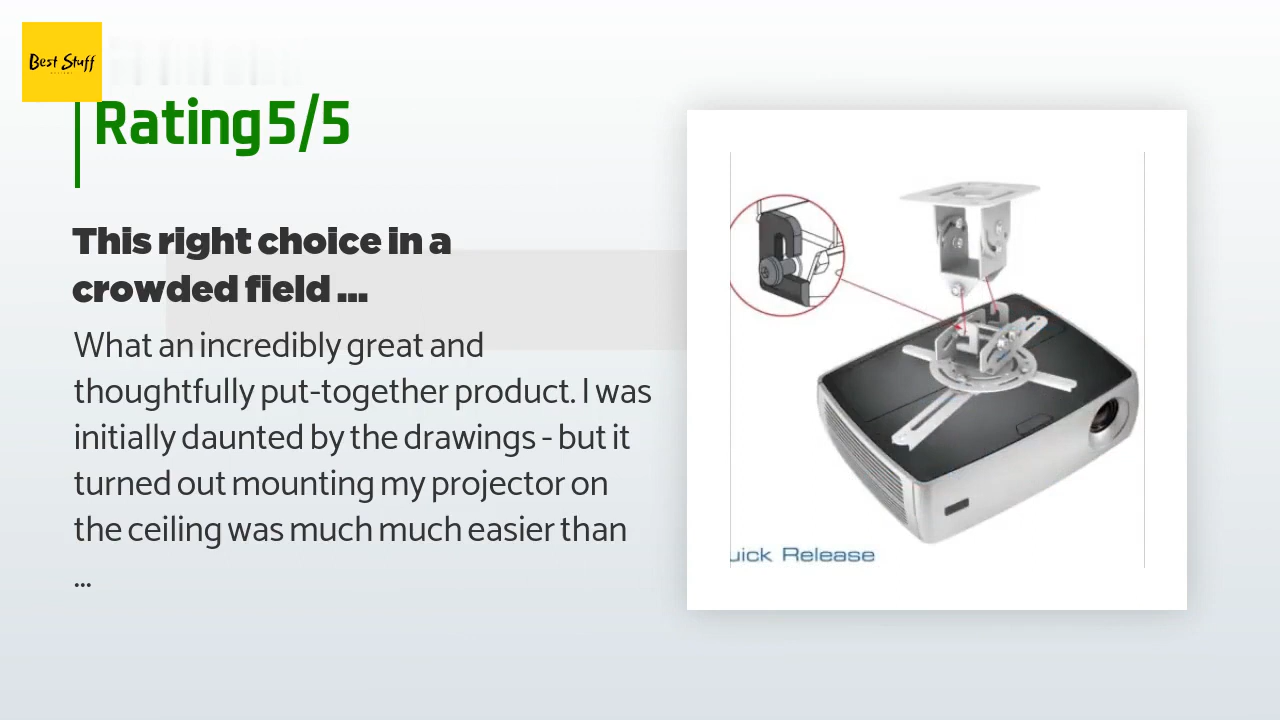 Best Stuff
Rating 5/5
This right choice in a
crowded field ...
What an incredibly great and
thoughtfully put-together product. I was
initially daunted by the drawings - but it
turned out mounting my projector on
the ceiling was much much easier than
...
uick Release